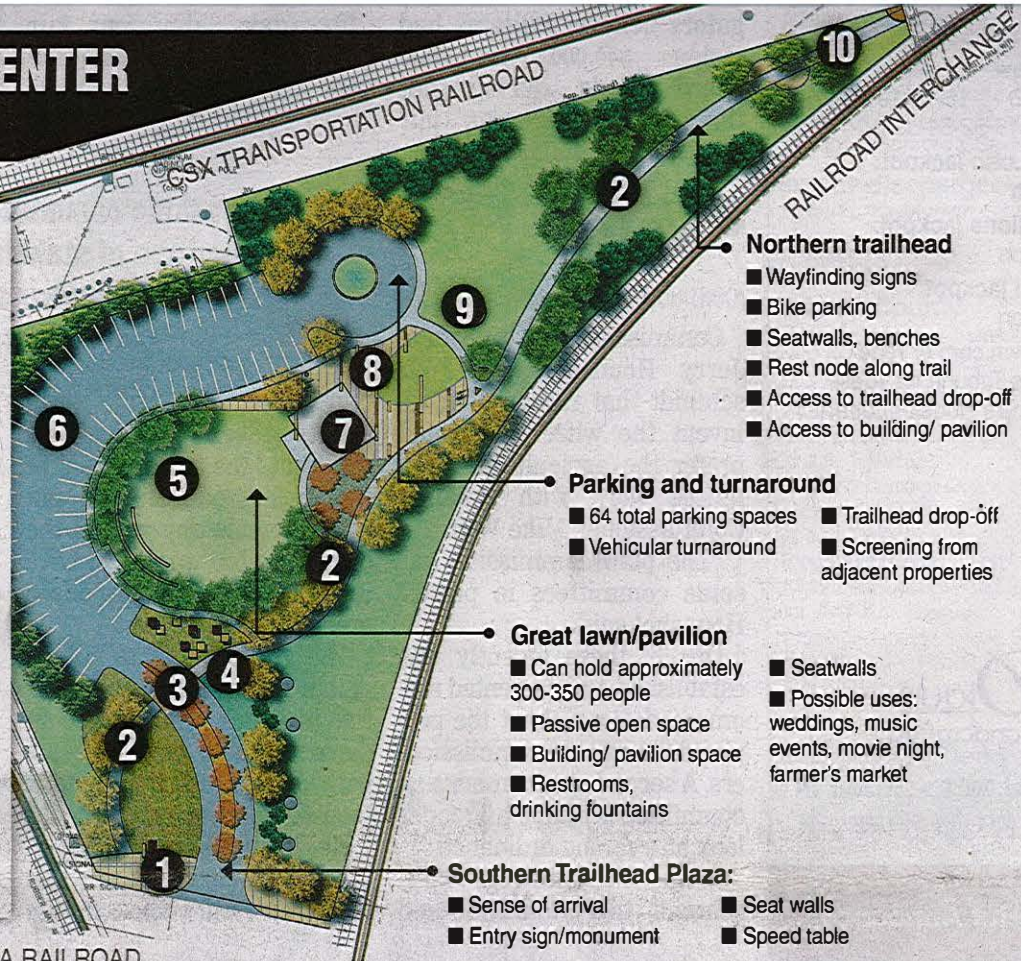 ENTER
CSX TRANSPORTATION RAILROAD
RAILROAD INTERCHANGE
10
2
9
8
7
6
5
2
4
3
2
1
Northern trailhead
■ Wayfinding signs
■ Bike parking
■ Seatwalls, benches
■ Rest node along trail
■ Access to trailhead drop-off
■ Access to building/ pavilion
Parking and turnaround
■ 64 total parking spaces
■ Vehicular turnaround
■ Trailhead drop-off
■ Screening from
adjacent properties
Great lawn/pavilion
■ Can hold approximately
300-350 people
■ Passive open space
■ Building/ pavilion space
■ Restrooms,
drinking fountains
■ Seatwalls
■ Possible uses:
weddings, music
events, movie night,
farmer's market
Southern Trailhead Plaza:
■ Sense of arrival
■ Entry sign/monument
■ Seat walls
■ Speed table
A RAILROAD